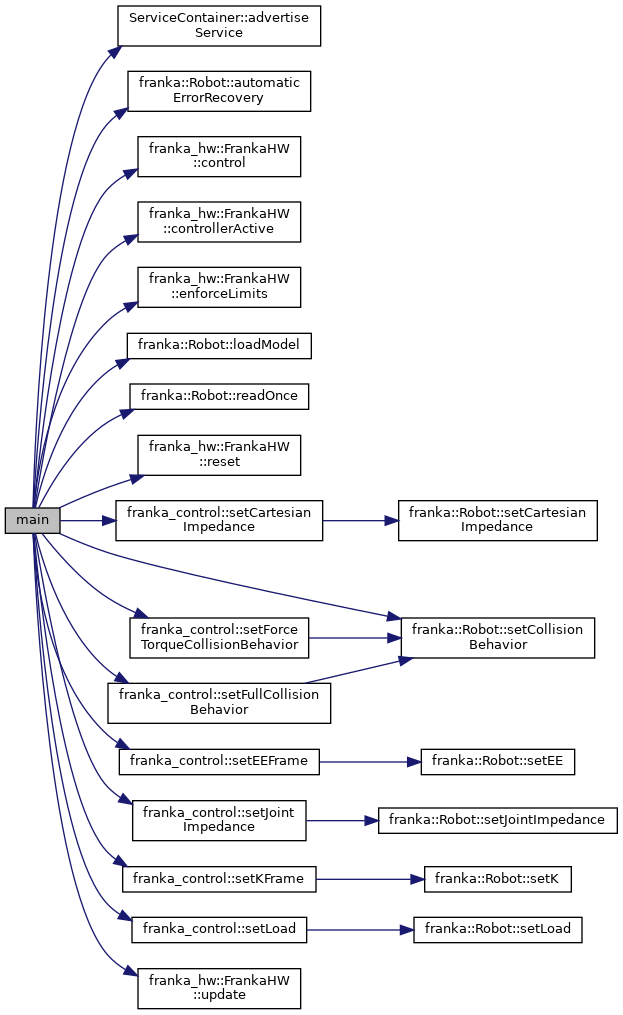 ServiceContainer::advertise
Service
franka::Robot::automatic
ErrorRecovery
franka_hw::FrankaHW
::control
franka_hw::FrankaHW
::controllerActive
franka_hw::FrankaHW
::enforceLimits
franka::Robot::loadModel
franka::Robot::readOnce
franka_hw::FrankaHW
::reset
main
franka_control::setCartesian
Impedance
franka::Robot::setCartesian
Impedance
franka_control::setForce
TorqueCollisionBehavior
franka::Robot::setCollision
Behavior
franka_control::setFullCollision
Behavior
franka_control::setEEFrame
franka::Robot::setEE
franka_control::setJoint
Impedance
franka::Robot::setJointImpedance
franka_control::setKFrame
franka::Robot::setK
franka_control::setLoad
franka::Robot::setLoad
franka_hw::FrankaHW
::update